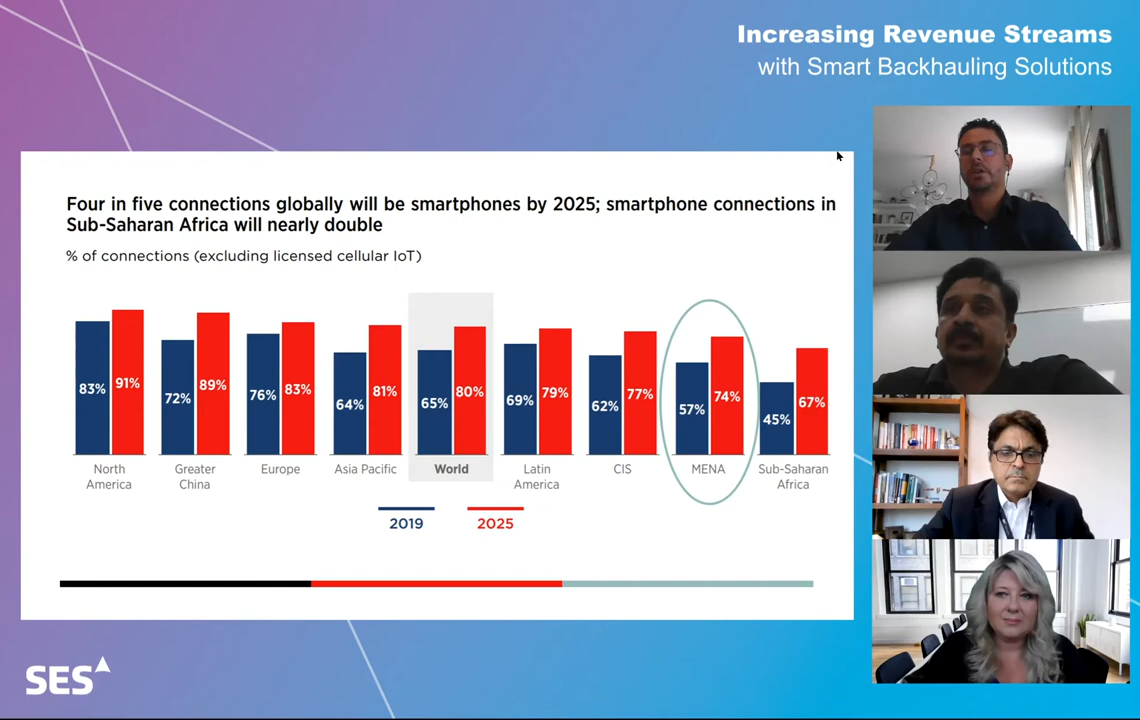 Increasing Revenue Streams
with Smart Backhauling Solutions
Four in five connections globally will be smartphones by 2025; smartphone connections in
Sub-Saharan Africa will nearly double
% of connections (excluding licensed cellular IoT)
83% 91% 72% 89% 76% 83% 64% 81% 65% 80% 69% 79% 62% 77% 57% 74% 45% 67%
North America
Greater China
Europe
Asia Pacific
World
Latin America
CIS
MENA
Sub-Saharan Africa
2019
2025
SES